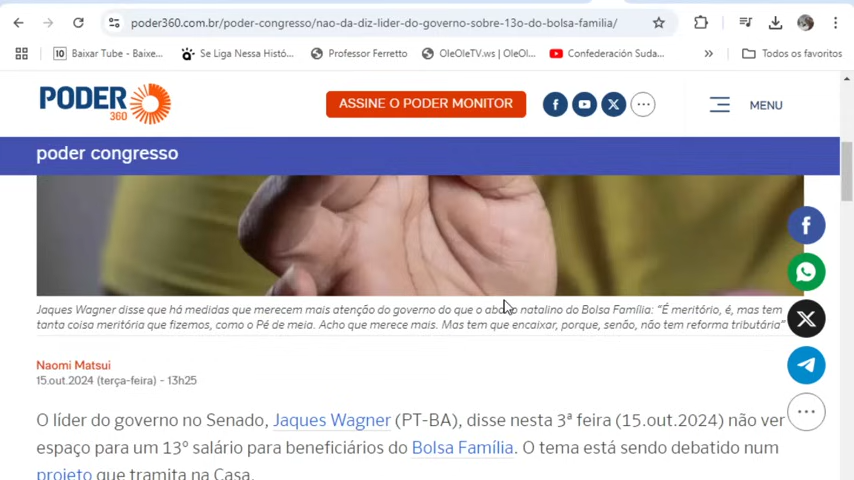 poder360.com.br/poder-congresso/nao-da-diz-lider-do-governo-sobre-13o-do-bolsa-familia/
Baixar Tube - Baixe...
Se Liga Nessa Histó...
Professor Ferretto
OleOleTV.ws | OleOl...
Confederación Suda...
»
Todos os favoritos
PODER
360
ASSINE O PODER MONITOR
MENU
poder congresso
Jaques Wagner disse que há medidas que merecem mais atenção do governo do que o abono natalino do Bolsa Família: “É meritório, é, mas tem
tanta coisa meritória que fizemos, como o Pé de meia. Acho que merece mais. Mas tem que encaixar, porque, senão, não tem reforma tributária”
Naomi Matsui
15.out.2024 (terça-feira) - 13h25
O líder do governo no Senado, Jaques Wagner (PT-BA), disse nesta 3ª feira (15.out.2024) não ver
espaço para um 13º salário para beneficiários do Bolsa Família. O tema está sendo debatido num
projeto que tramita na Casa.